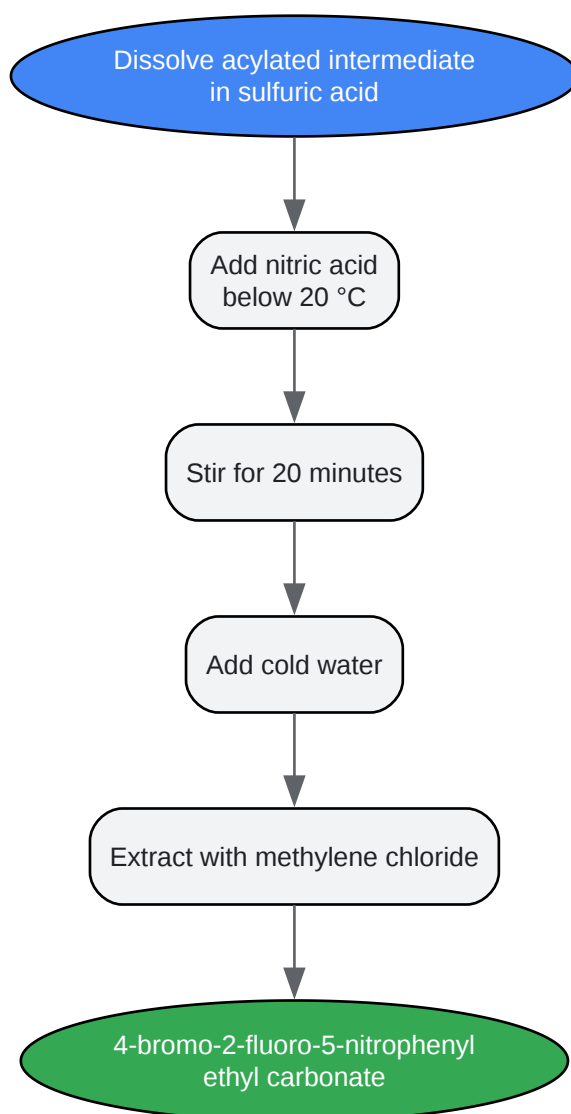 Dissolve acylated intermediate
in sulfuric acid
Add nitric acid
below 20 °C
Stir for 20 minutes
Add cold water
Extract with methylene chloride
4-bromo-2-fluoro-5-nitrophenyl
ethyl carbonate